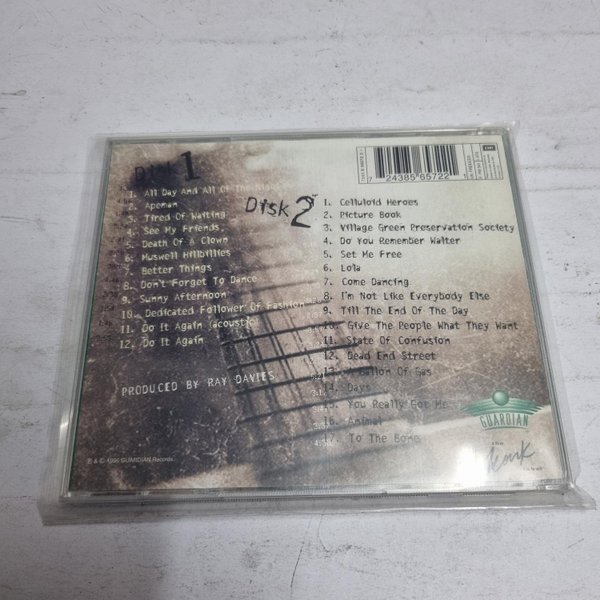 Disk 1
1. All Day And All Of The Night
2. Apeman
3. Tired Of Waiting
4. See My Friends
5. Death Of A Clown
6. Muswell Hillbillies
7. Better Things
8. Don't Forget To Dance
9. Sunny Afternoon
10. Dedicated Follower Of Fashion
11. Do It Again (acoustic)
12. Do It Again
PRODUCED BY RAY DAVIES
Disk 2
1. Celluloid Heroes
2. Picture Book
3. Village Green Preservation Society
4. Do You Remember Walter
5. Set Me Free
6. Lola
7. Come Dancing
8. I'm Not Like Everybody Else
9. Till The End Of The Day
10. Give The People What They Want
11. State Of Confusion
12. Dead End Street
13. A Gallon Of Gas
14. Days
15. You Really Got Me
16. Animal
17. To The Bone
7 24385 65722
EMI
GUARDIAN
Konk
℗ & © 1996 GUARDIAN Records